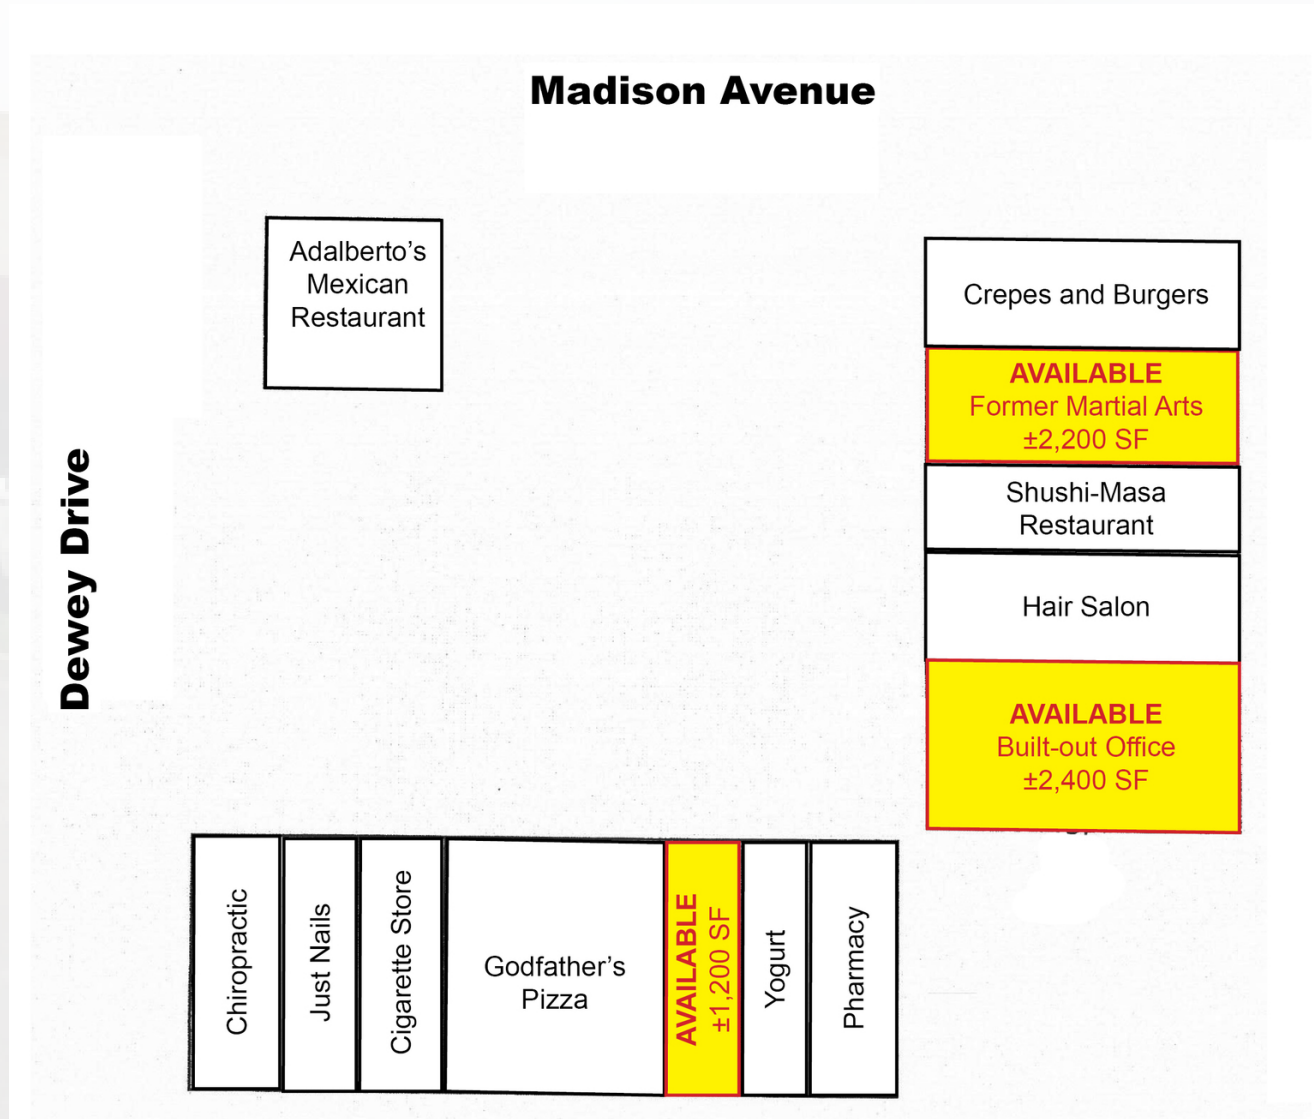 Madison Avenue
Dewey Drive
Adalberto’s
Mexican
Restaurant
Crepes and Burgers
AVAILABLE
Former Martial Arts
±2,200 SF
Shushi-Masa
Restaurant
Hair Salon
AVAILABLE
Built-out Office
±2,400 SF
Chiropractic
Just Nails
Cigarette Store
Godfather’s
Pizza
AVAILABLE
±1,200 SF
Yogurt
Pharmacy